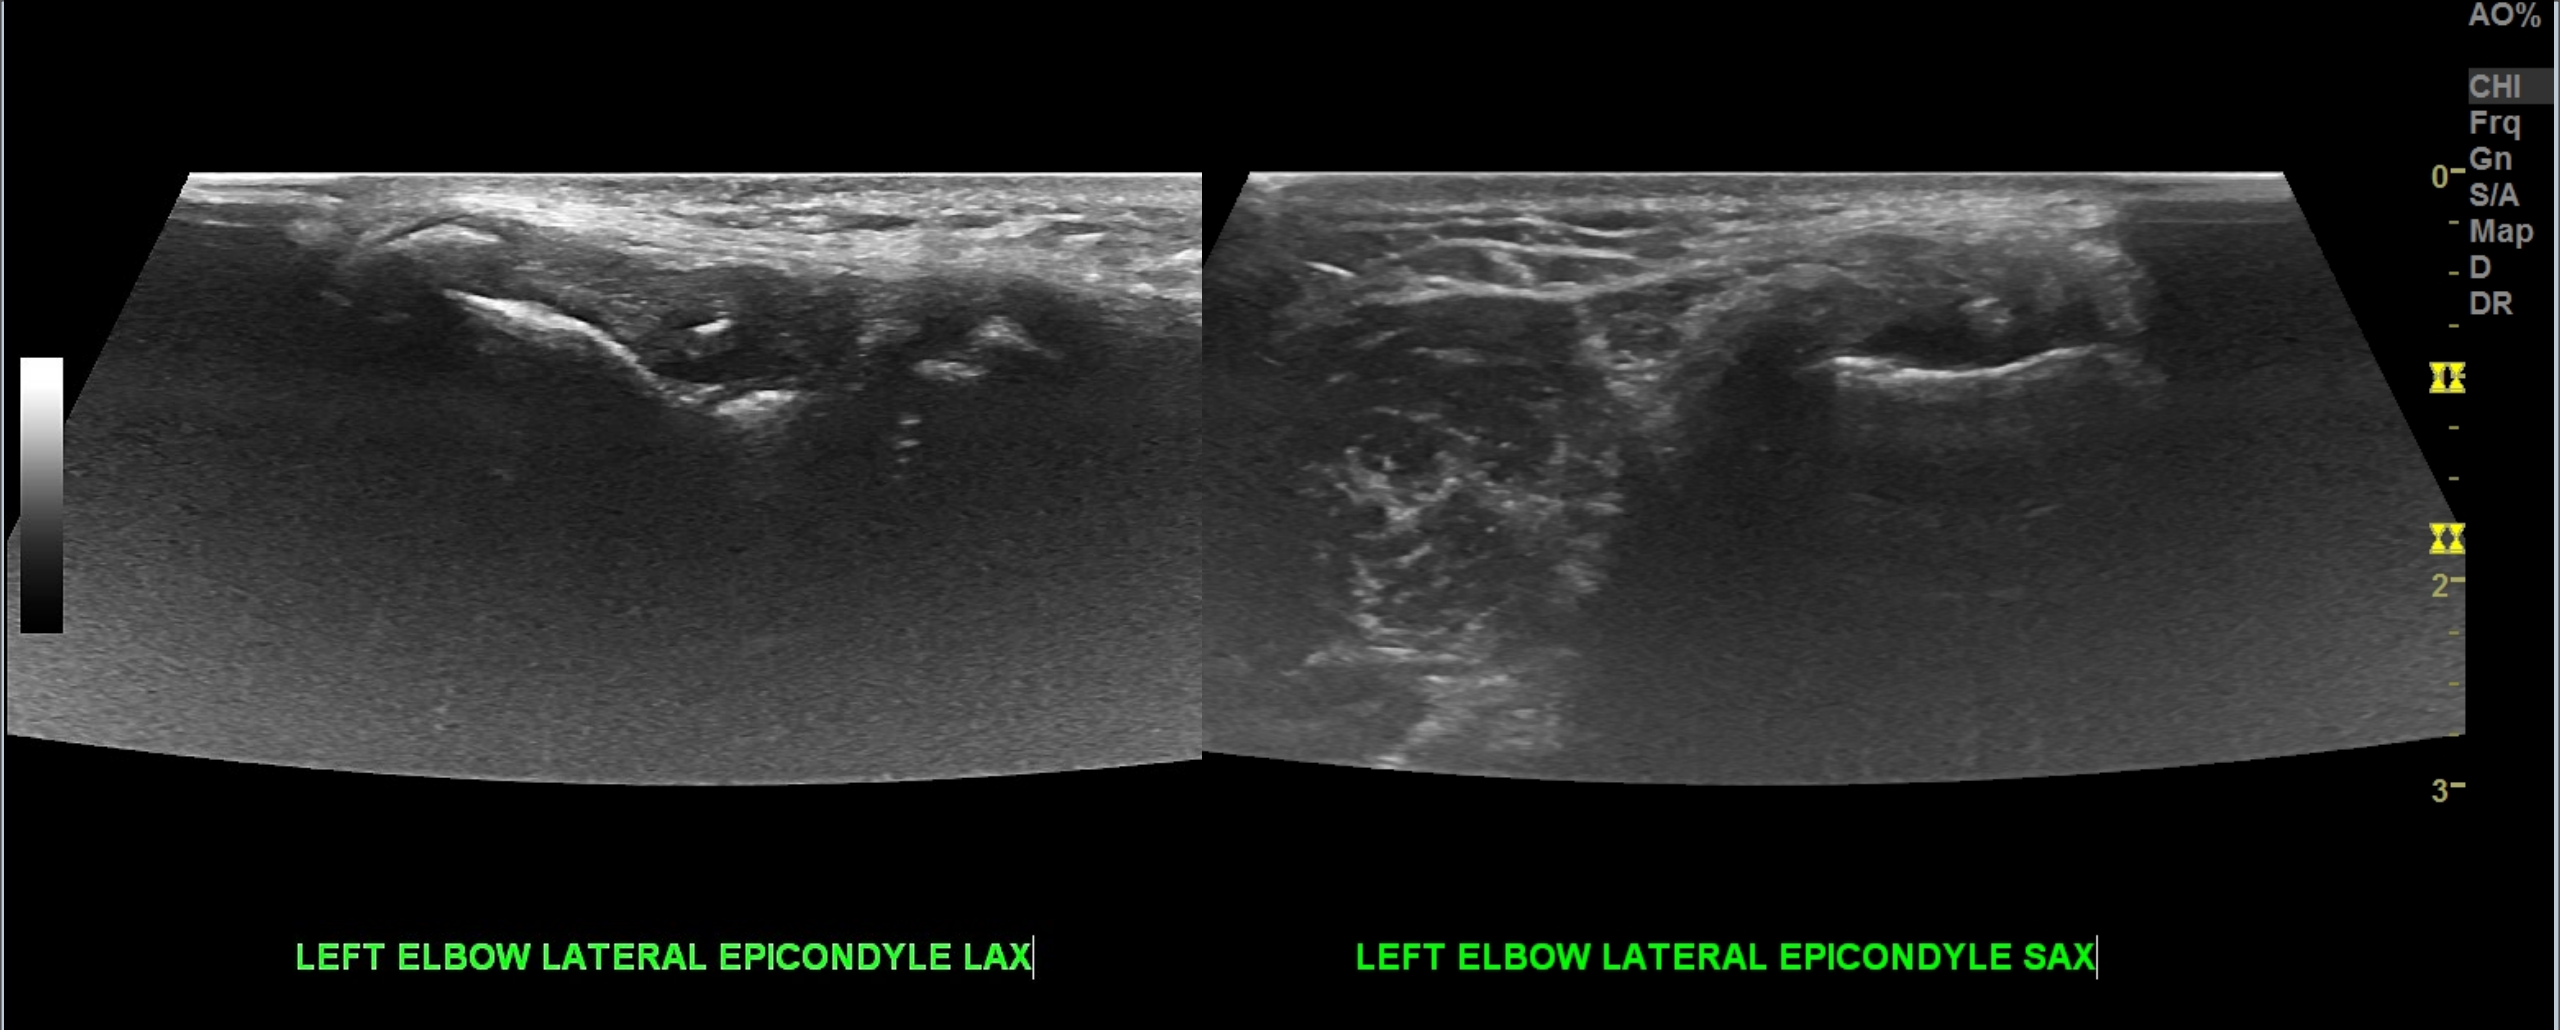 AO%
CHI
Frq
Gn
S/A
Map
D
DR
0
2
3
LEFT ELBOW LATERAL EPICONDYLE LAX
LEFT ELBOW LATERAL EPICONDYLE SAX